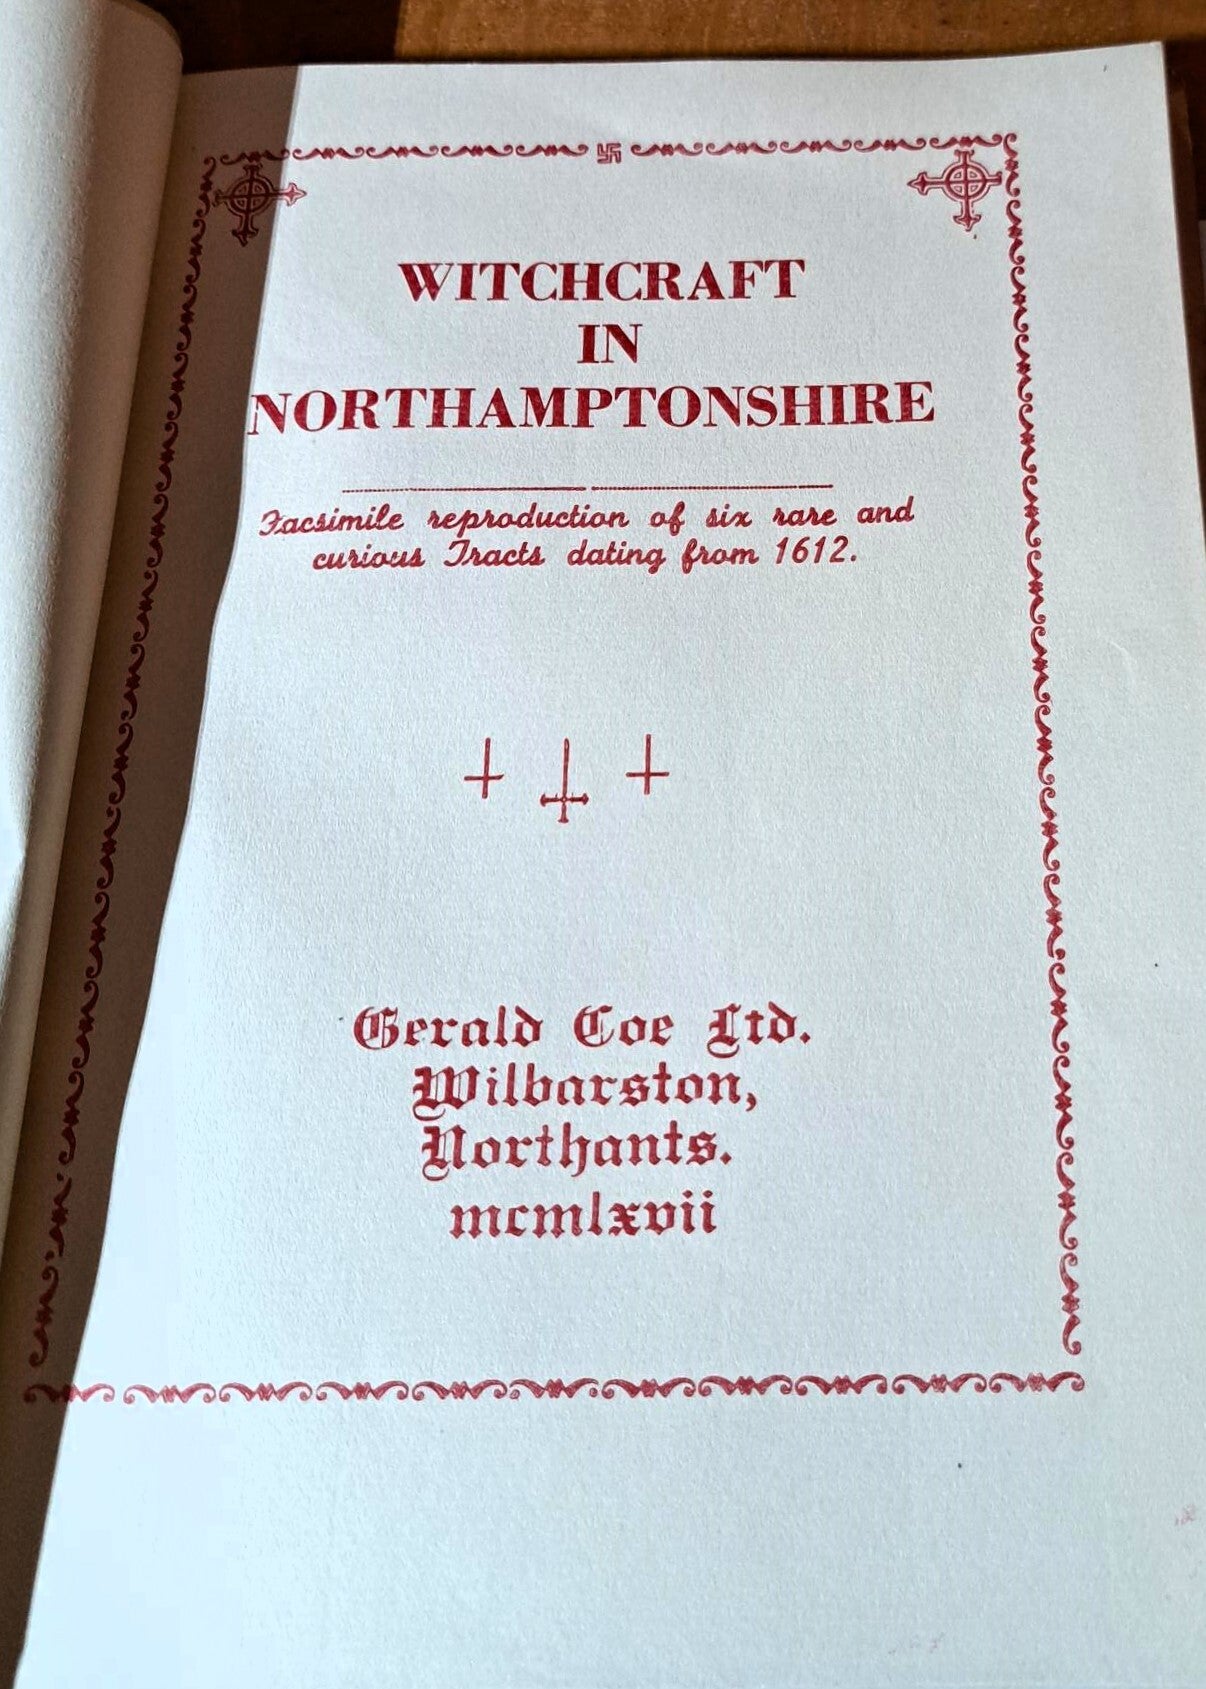 WITCHCRAFT
IN
NORTHAMPTONSHIRE
Facsimile reproduction of six rare and
curious Tracts dating from 1612.
Gerald Coe Ltd.
Wilbarston,
Northants.
mcmlxvii